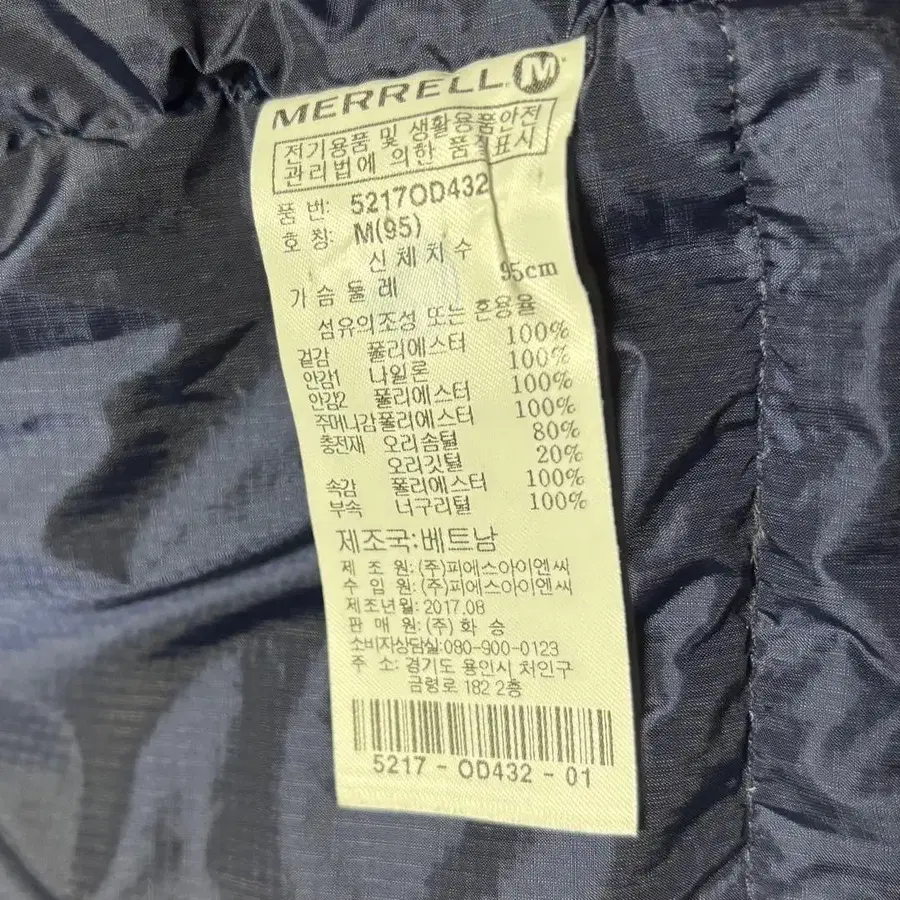 MERRELL M
전기용품 및 생활용품안전
관리법에 의한 품질표시
품 번: 5217OD432
호 칭: M(95)
신 체 치 수
가 슴 둘 레 95cm
섬유의조성 또는 혼용율
겉감 폴리에스터 100%
안감1 나일론 100%
안감2 폴리에스터 100%
주머니감 폴리에스터 100%
충전재 오리솜털 80%
오리깃털 20%
속감 폴리에스터 100%
부속 너구리털 100%
제조국:베트남
제 조 원: (주)피에스아이엔씨
수 입 원: (주)피에스아이엔씨
제조년월: 2017.08
판 매 원: (주) 화 승
소비자상담실:080-900-0123
주 소: 경기도 용인시 처인구
금령로 182 2층
5217 - OD432 - 01